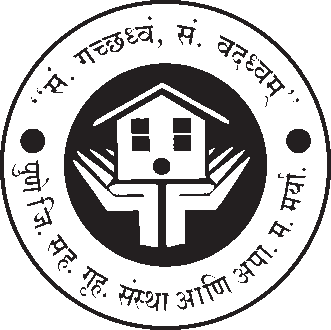 "सं. गच्छध्वं, सं. वदध्वम्"
पुणे जि. सह. गृह. संस्था आणि अपा. म. मर्या.